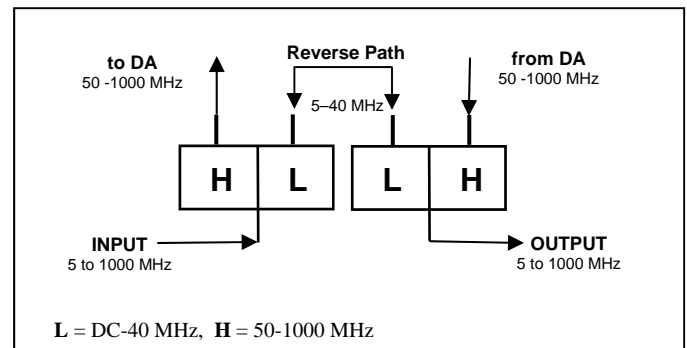 to DA
50 -1000 MHz
Reverse Path
from DA
50 -1000 MHz
5–40 MHz
H L L H
INPUT
5 to 1000 MHz
OUTPUT
5 to 1000 MHz
L = DC-40 MHz, H = 50-1000 MHz